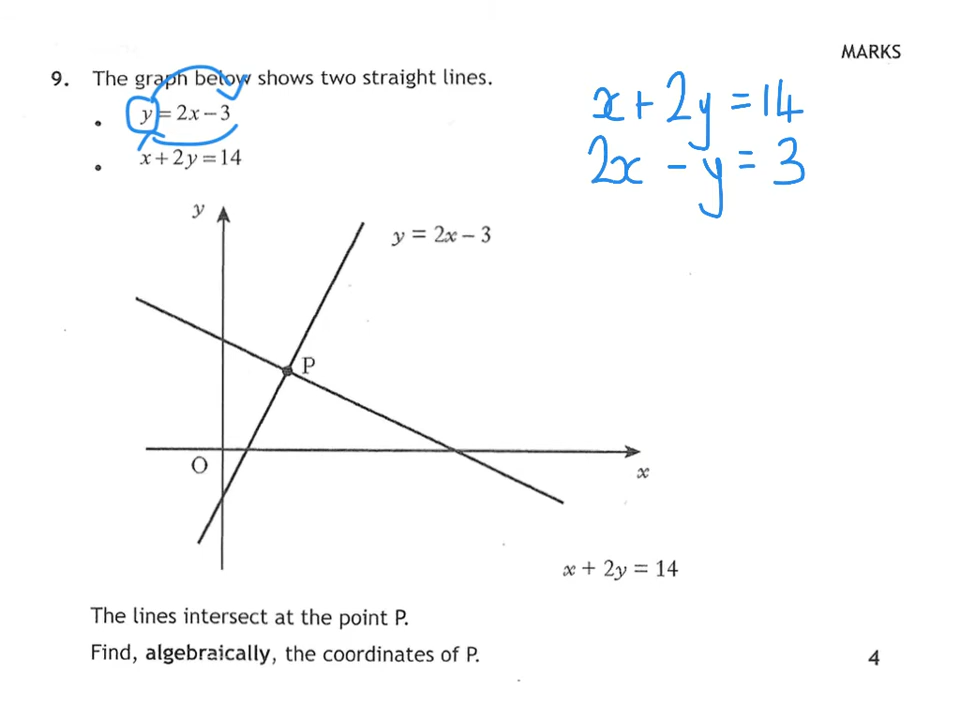 MARKS
9. The graph below shows two straight lines.
• y = 2x – 3
• x + 2y = 14
x + 2y = 14
2x – y = 3
y
y = 2x – 3
P
O
x
x + 2y = 14
The lines intersect at the point P.
Find, algebraically, the coordinates of P.
4